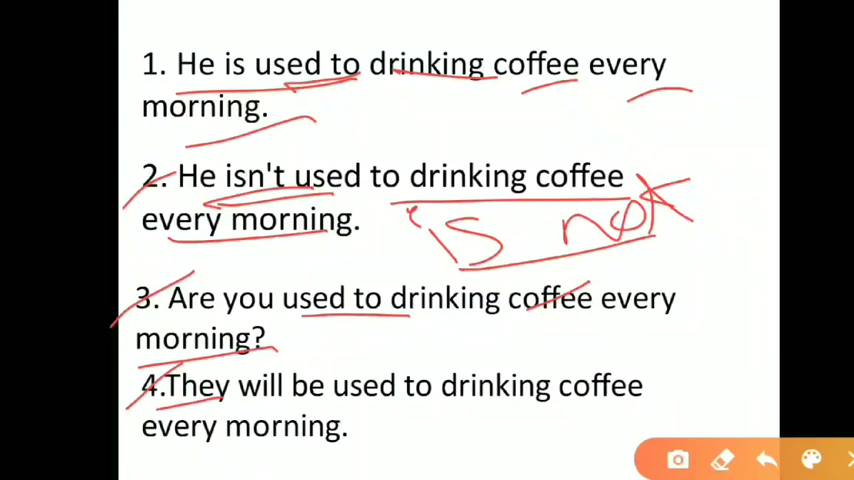 1. He is used to drinking coffee every
morning.
2. He isn't used to drinking coffee
every morning.
is not
3. Are you used to drinking coffee every
morning?
4.They will be used to drinking coffee
every morning.